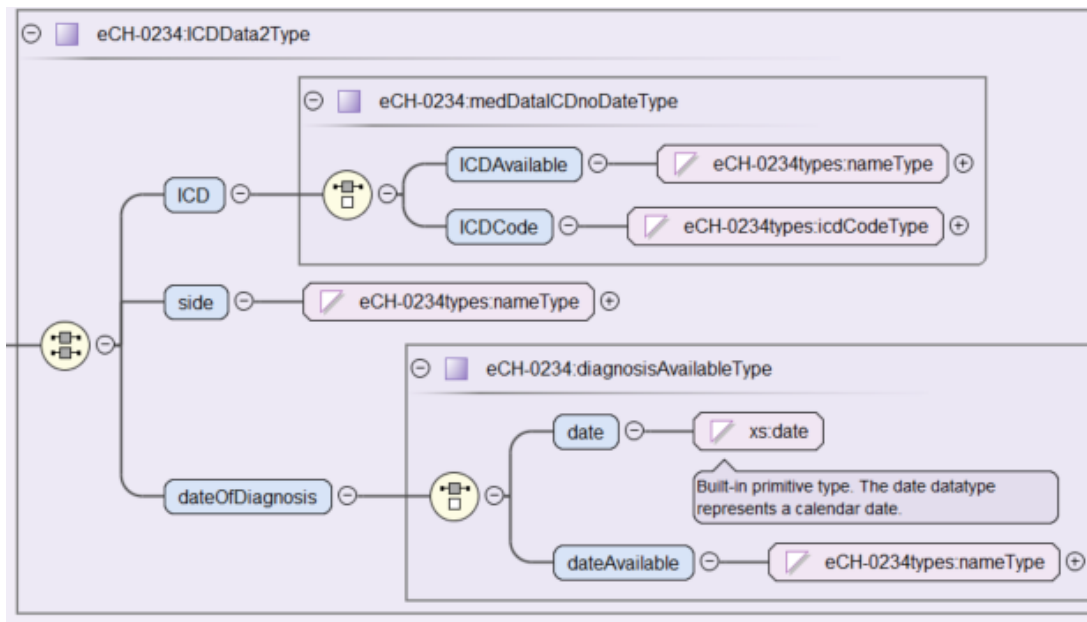 eCH-0234:ICDData2Type
eCH-0234:medDataICDnoDateType
ICDAvailable
eCH-0234types:nameType
ICD
ICDCode
eCH-0234types:icdCodeType
side
eCH-0234types:nameType
eCH-0234:diagnosisAvailableType
date
xs:date
Built-in primitive type. The date datatype
represents a calendar date.
dateOfDiagnosis
dateAvailable
eCH-0234types:nameType